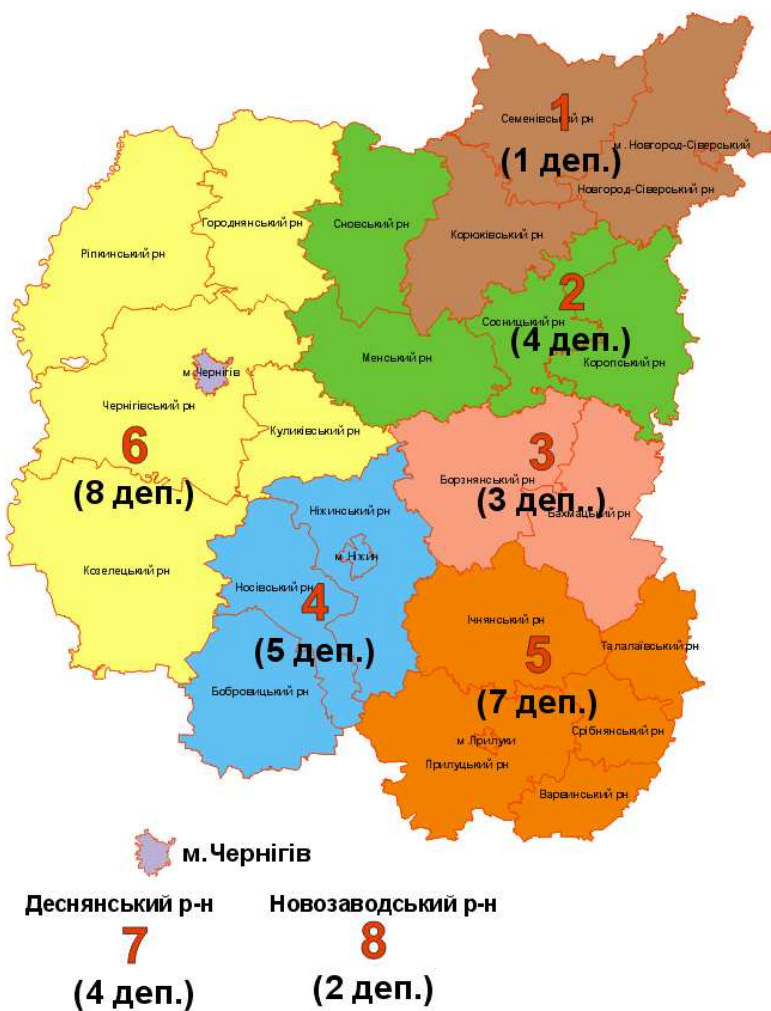 Семенівський рн
1
(1 деп.)
м. Новгород-Сіверський
Новгород-Сіверський рн
Корюківський рн
Городнянський рн
Сновський рн
Ріпкинський рн
2
(4 деп.)
Сосницький рн
Коропський рн
Менський рн
м.Чернігів
Чернігівський рн
6
(8 деп.)
Куликівський рн
Козелецький рн
3
(3 деп..)
Борзнянський рн
Бахмацький рн
Ніжинський рн
м.Ніжин
Носівський рн
4
(5 деп.)
Бобровицький рн
Ічнянський рн
Талалаївський рн
5
(7 деп.)
м.Прилуки
Прилуцький рн
Срібнянський рн
Варвинський рн
м.Чернігів
Деснянський р-н
7
(4 деп.)
Новозаводський р-н
8
(2 деп.)